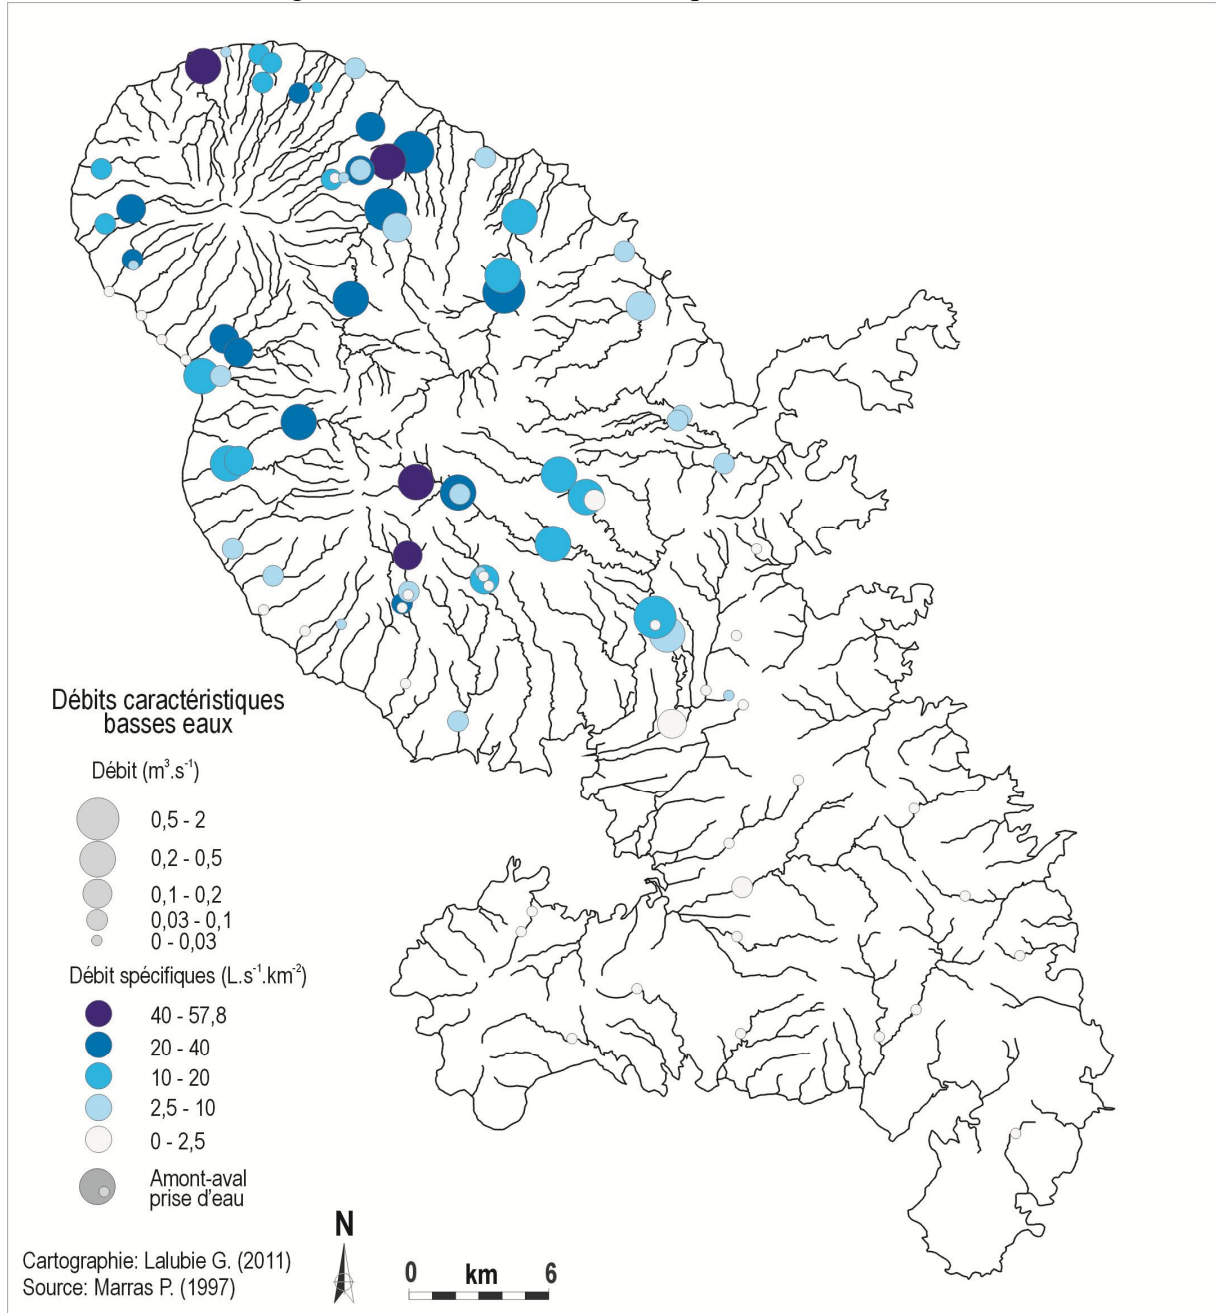 Débits caractéristiques
basses eaux
Débit (m³.s⁻¹)
0,5 - 2
0,2 - 0,5
0,1 - 0,2
0,03 - 0,1
0 - 0,03
Débit spécifiques (L.s⁻¹.km⁻²)
40 - 57,8
20 - 40
10 - 20
2,5 - 10
0 - 2,5
Amont-aval
prise d'eau
Cartographie: Lalubie G. (2011)
Source: Marras P. (1997)
N
0 km 6